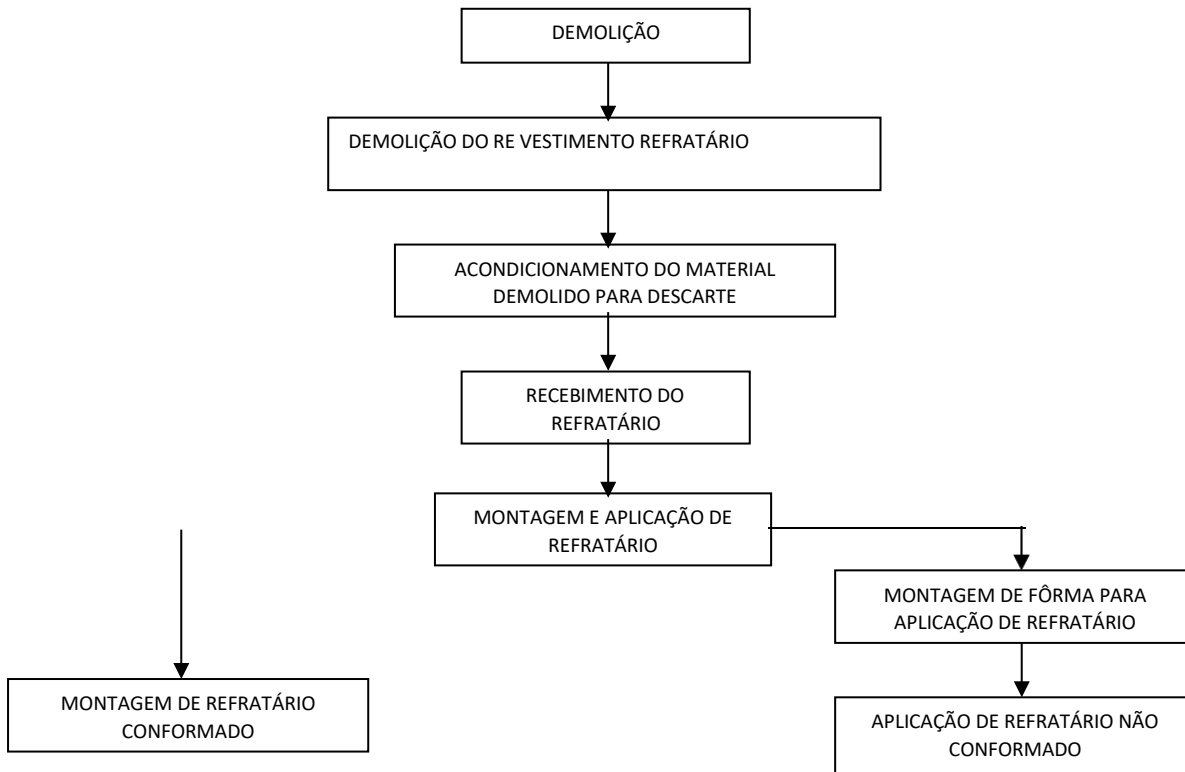 DEMOLIÇÃO
DEMOLIÇÃO DO RE VESTIMENTO REFRATÁRIO
ACONDICIONAMENTO DO MATERIAL
DEMOLIDO PARA DESCARTE
RECEBIMENTO DO
REFRATÁRIO
MONTAGEM E APLICAÇÃO DE
REFRATÁRIO
MONTAGEM DE FÔRMA PARA
APLICAÇÃO DE REFRATÁRIO
MONTAGEM DE REFRATÁRIO
CONFORMADO
APLICAÇÃO DE REFRATÁRIO NÃO
CONFORMADO